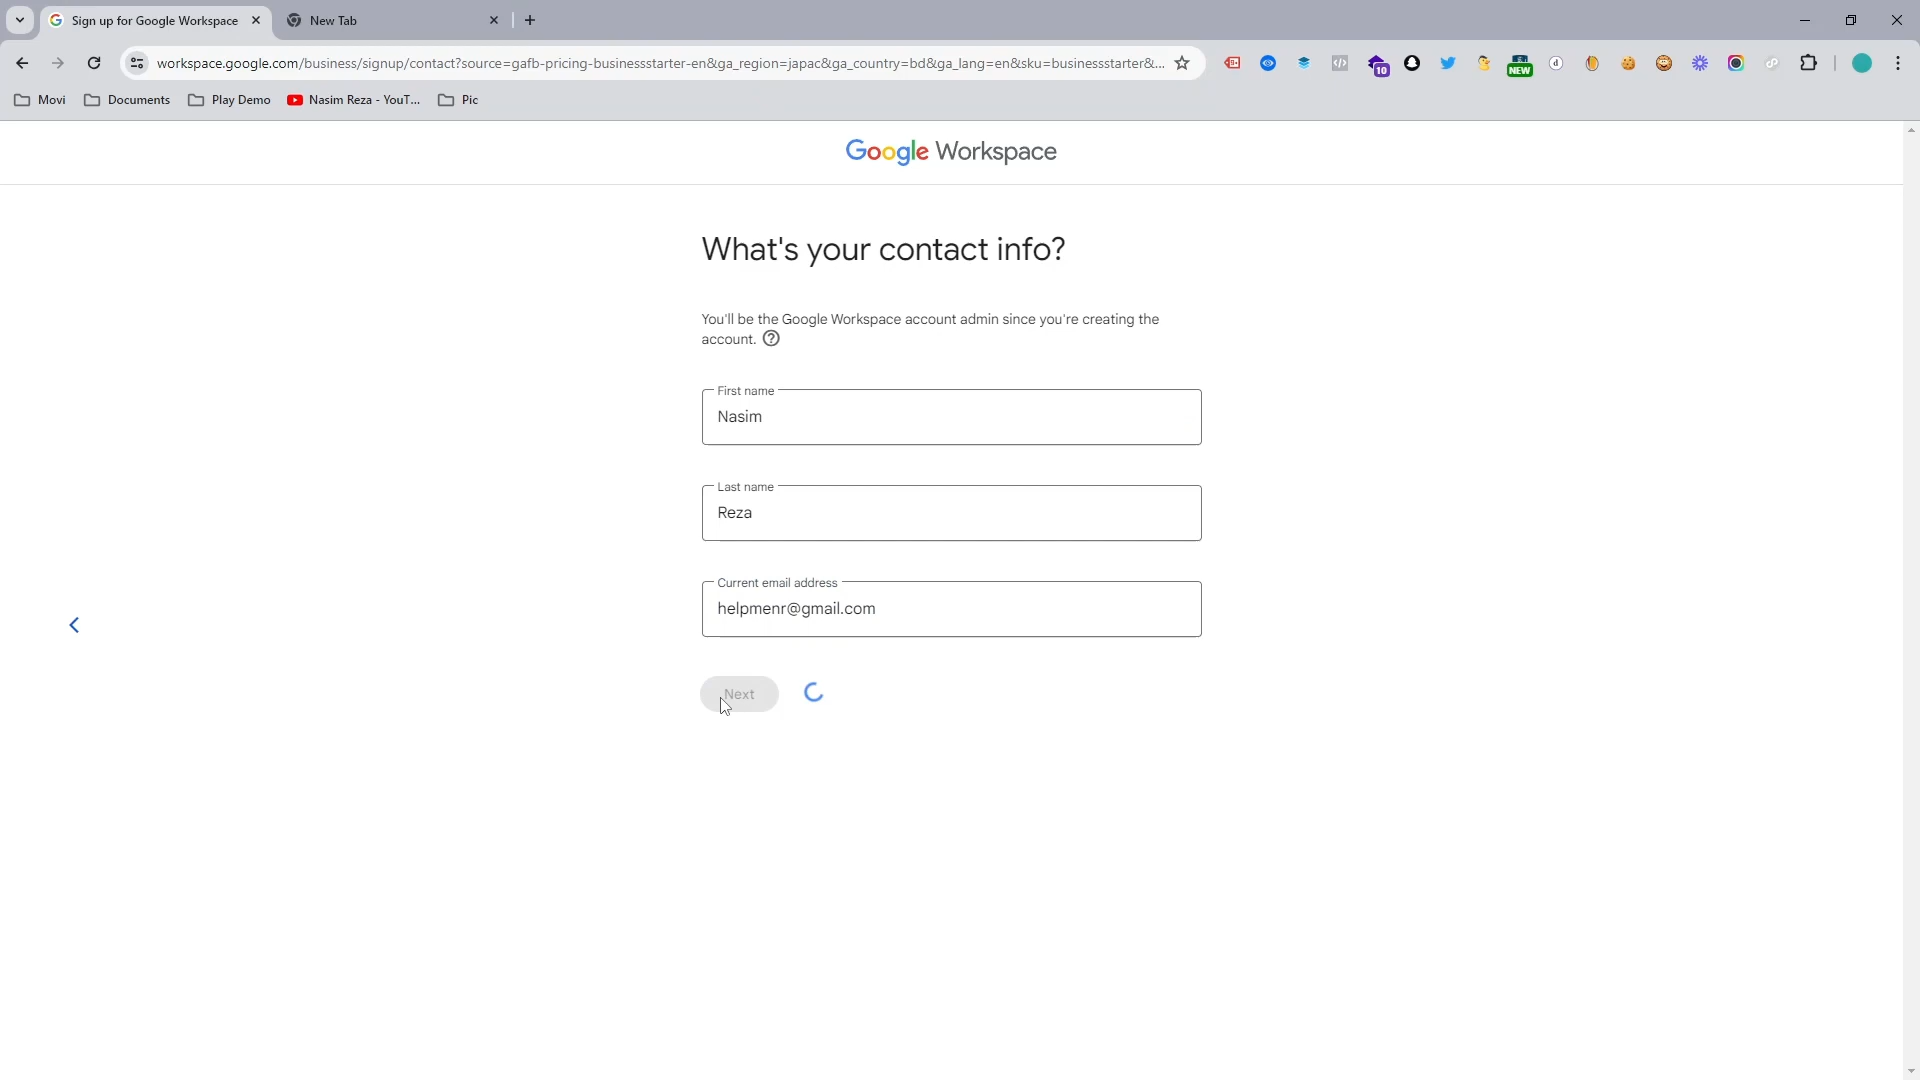 Sign up for Google Workspace
New Tab
workspace.google.com/business/signup/contact?source=gafb-pricing-businessstarter-en&ga_region=japac&ga_country=bd&ga_lang=en&sku=businessstarter&...
10
NEW
Movi
Documents
Play Demo
Nasim Reza - YouT...
Pic
Google Workspace
What's your contact info?
You'll be the Google Workspace account admin since you're creating the
account.
First name
Nasim
Last name
Reza
Current email address
helpmenr@gmail.com
Next